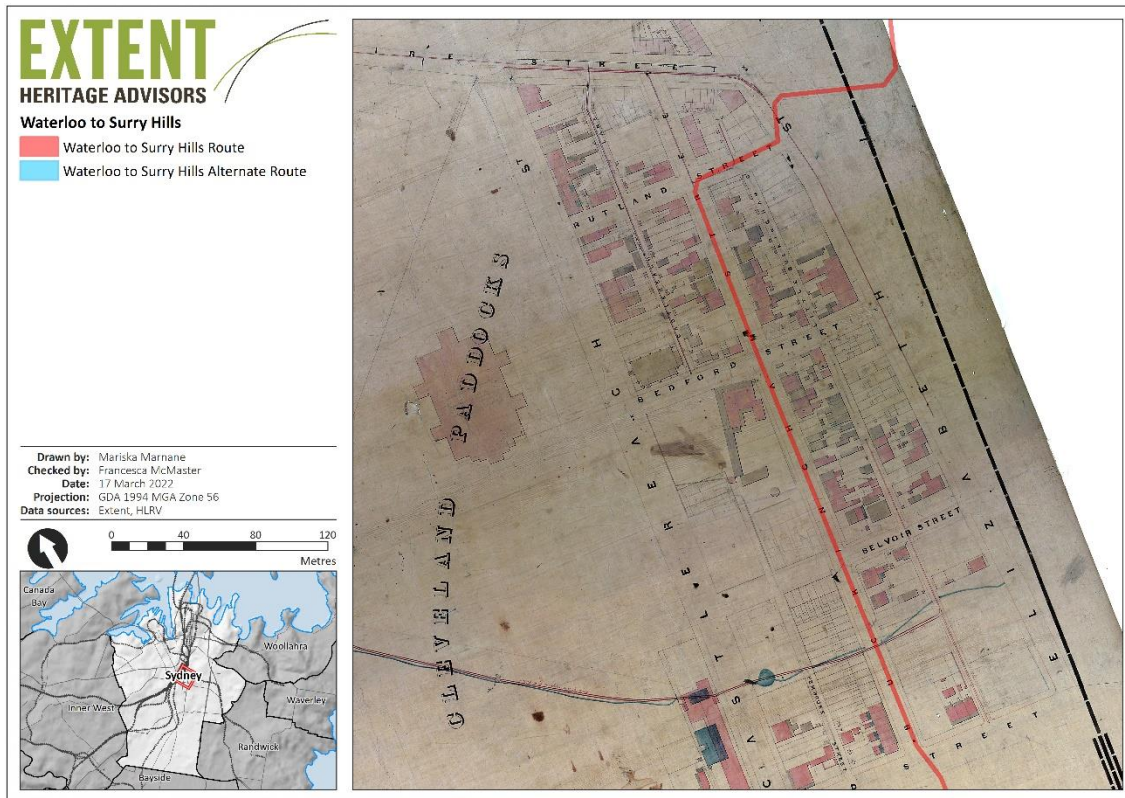 EXTENT
HERITAGE ADVISORS
Waterloo to Surry Hills
Waterloo to Surry Hills Route
Waterloo to Surry Hills Alternate Route
Drawn by: Mariska Marnane
Checked by: Francesca McMaster
Date: 17 March 2022
Projection: GDA 1994 MGA Zone 56
Data sources: Extent, HLRV
0 40 80 120
Metres
Canada
Bay
Woollahra
Sydney
Inner West
Waverley
Randwick
Bayside
STREET
ST
RUTLAND STREET
CLEVELAND PADDOCKS
BEDFORD STREET
BELVOIR STREET
STREET